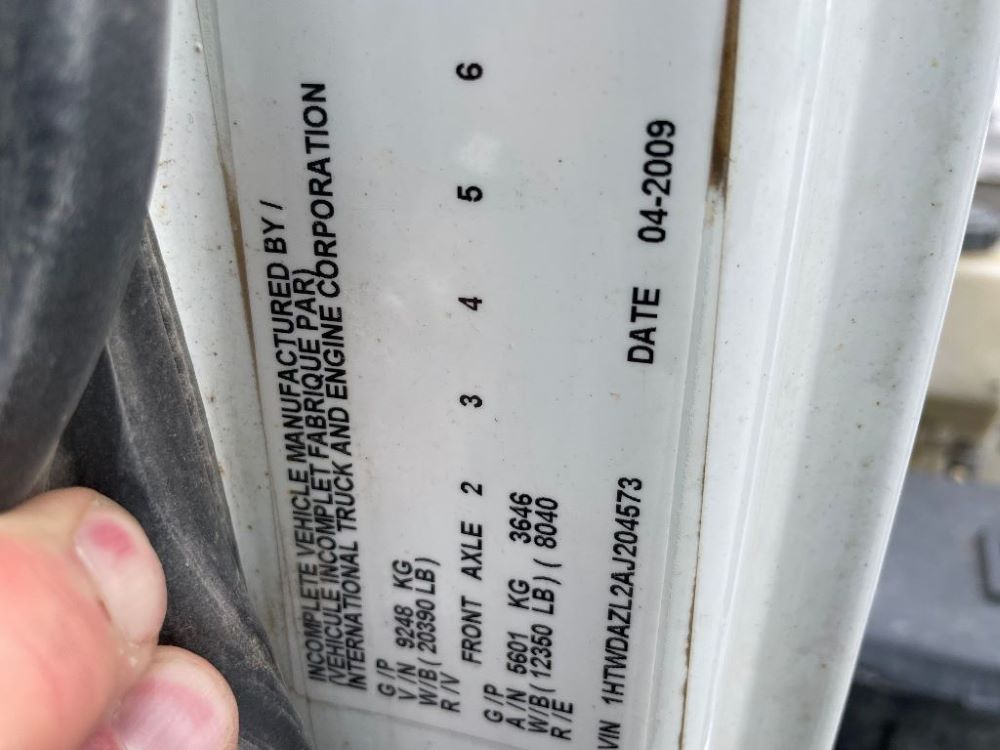 INCOMPLETE VEHICLE MANUFACTURED BY /
(VEHICULE INCOMPLET FABRIQUE PAR)
INTERNATIONAL TRUCK AND ENGINE CORPORATION
G / P
V / N 9248 KG
W/B ( 20390 LB)
R / V
FRONT AXLE 2 3 4 5 6
G / P
A / N 5601 KG 3646
W/B ( 12350 LB) ( 8040
R / E
VIN 1HTWDAZL2AJ204573 DATE 04-2009